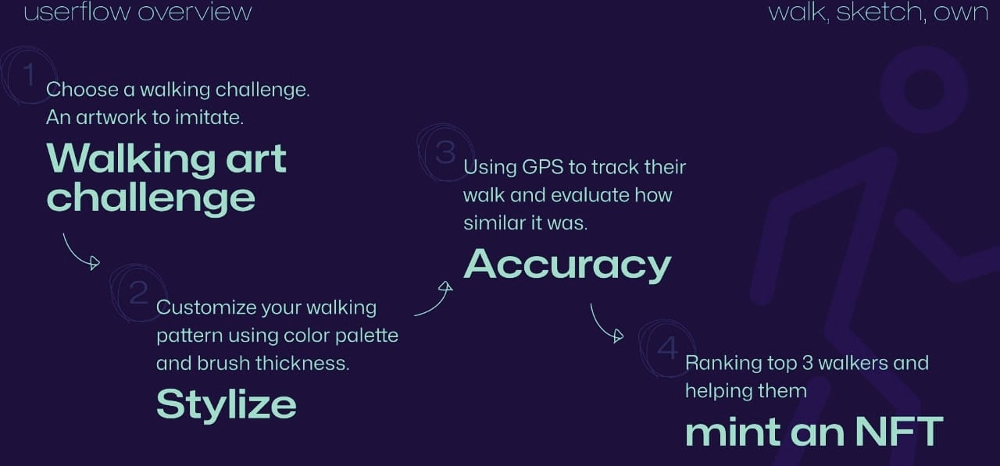 userflow overview
walk, sketch, own
1
Choose a walking challenge.
An artwork to imitate.
Walking art
challenge
2
Customize your walking
pattern using color palette
and brush thickness.
Stylize
3
Using GPS to track their
walk and evaluate how
similar it was.
Accuracy
4
Ranking top 3 walkers and
helping them
mint an NFT